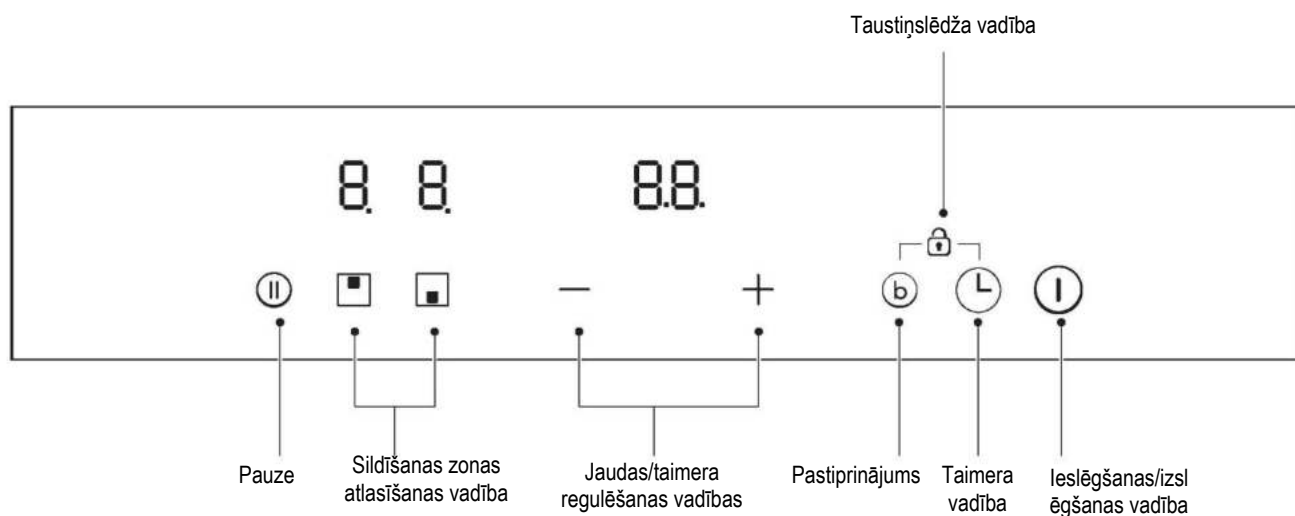 Taustiņslēdža vadība
8. 8. 8.8.
b
Pauze
Sildīšanas zonas
atlasīšanas vadība
Jaudas/taimera
regulēšanas vadības
Pastiprinājums
Taimera
vadība
Ieslēgšanas/izsl
ēgšanas vadība